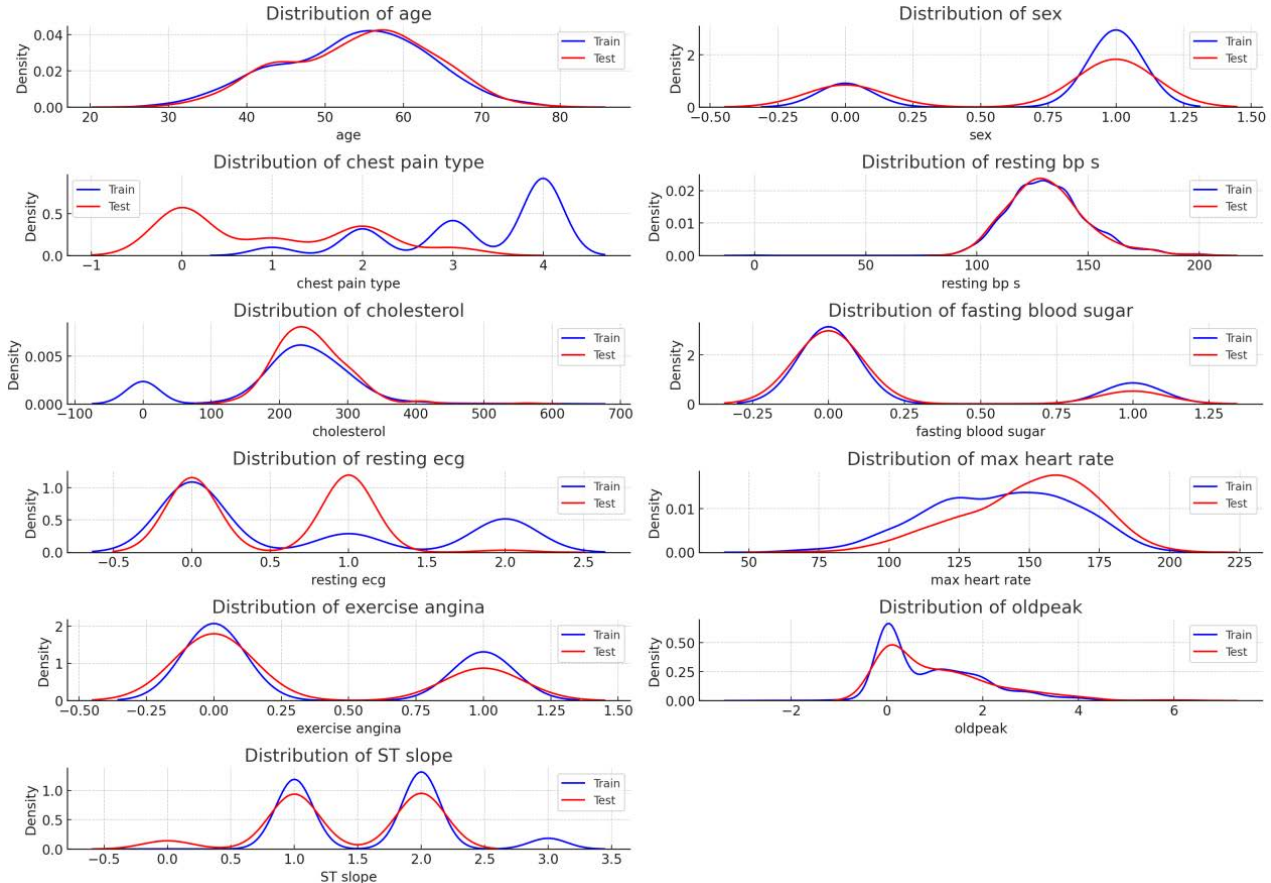 Distribution of age
Density
0.04
0.02
0.00
20 30 40 50 60 70 80
age
Train
Test
Distribution of sex
Density
2
0
−0.50 −0.25 0.00 0.25 0.50 0.75 1.00 1.25 1.50
sex
Train
Test
Distribution of chest pain type
Density
0.5
0.0
−1 0 1 2 3 4
chest pain type
Train
Test
Distribution of resting bp s
Density
0.02
0.01
0.00
0 50 100 150 200
resting bp s
Train
Test
Distribution of cholesterol
Density
0.005
0.000
−100 0 100 200 300 400 500 600 700
cholesterol
Train
Test
Distribution of fasting blood sugar
Density
2
0
−0.25 0.00 0.25 0.50 0.75 1.00 1.25
fasting blood sugar
Train
Test
Distribution of resting ecg
Density
1.0
0.5
0.0
−0.5 0.0 0.5 1.0 1.5 2.0 2.5
resting ecg
Train
Test
Distribution of max heart rate
Density
0.01
0.00
50 75 100 125 150 175 200 225
max heart rate
Train
Test
Distribution of exercise angina
Density
2
1
0
−0.50 −0.25 0.00 0.25 0.50 0.75 1.00 1.25 1.50
exercise angina
Train
Test
Distribution of oldpeak
Density
0.50
0.25
0.00
−2 0 2 4 6
oldpeak
Train
Test
Distribution of ST slope
Density
1.0
0.5
0.0
−0.5 0.0 0.5 1.0 1.5 2.0 2.5 3.0 3.5
ST slope
Train
Test